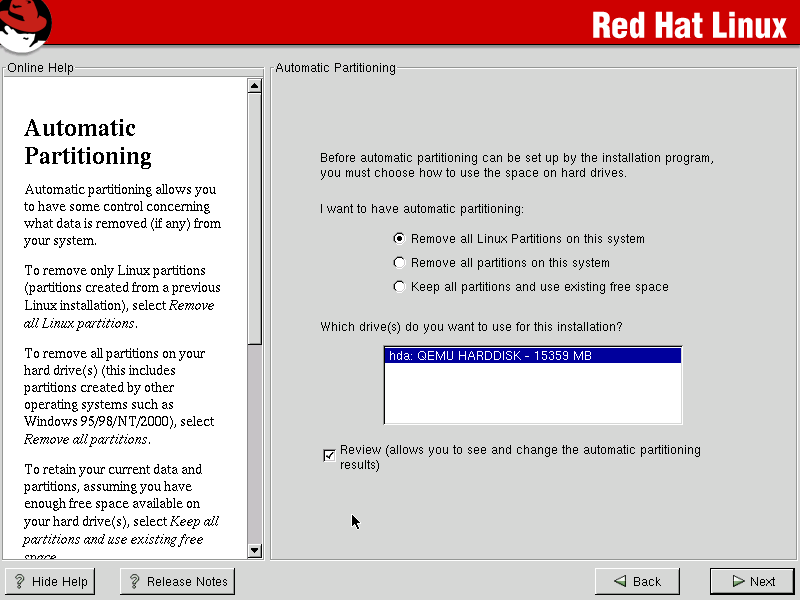 Red Hat Linux
Online Help
Automatic
Partitioning
Automatic partitioning allows you
to have some control concerning
what data is removed (if any) from
your system.
To remove only Linux partitions
(partitions created from a previous
Linux installation), select Remove
all Linux partitions.
To remove all partitions on your
hard drive(s) (this includes
partitions created by other
operating systems such as
Windows 95/98/NT/2000), select
Remove all partitions.
To retain your current data and
partitions, assuming you have
enough free space available on
your hard drive(s), select Keep all
partitions and use existing free
space.
Automatic Partitioning
Before automatic partitioning can be set up by the installation program,
you must choose how to use the space on hard drives.
I want to have automatic partitioning:
Remove all Linux Partitions on this system
Remove all partitions on this system
Keep all partitions and use existing free space
Which drive(s) do you want to use for this installation?
hda: QEMU HARDDISK - 15359 MB
Review (allows you to see and change the automatic partitioning
results)
Hide Help
Release Notes
Back
Next